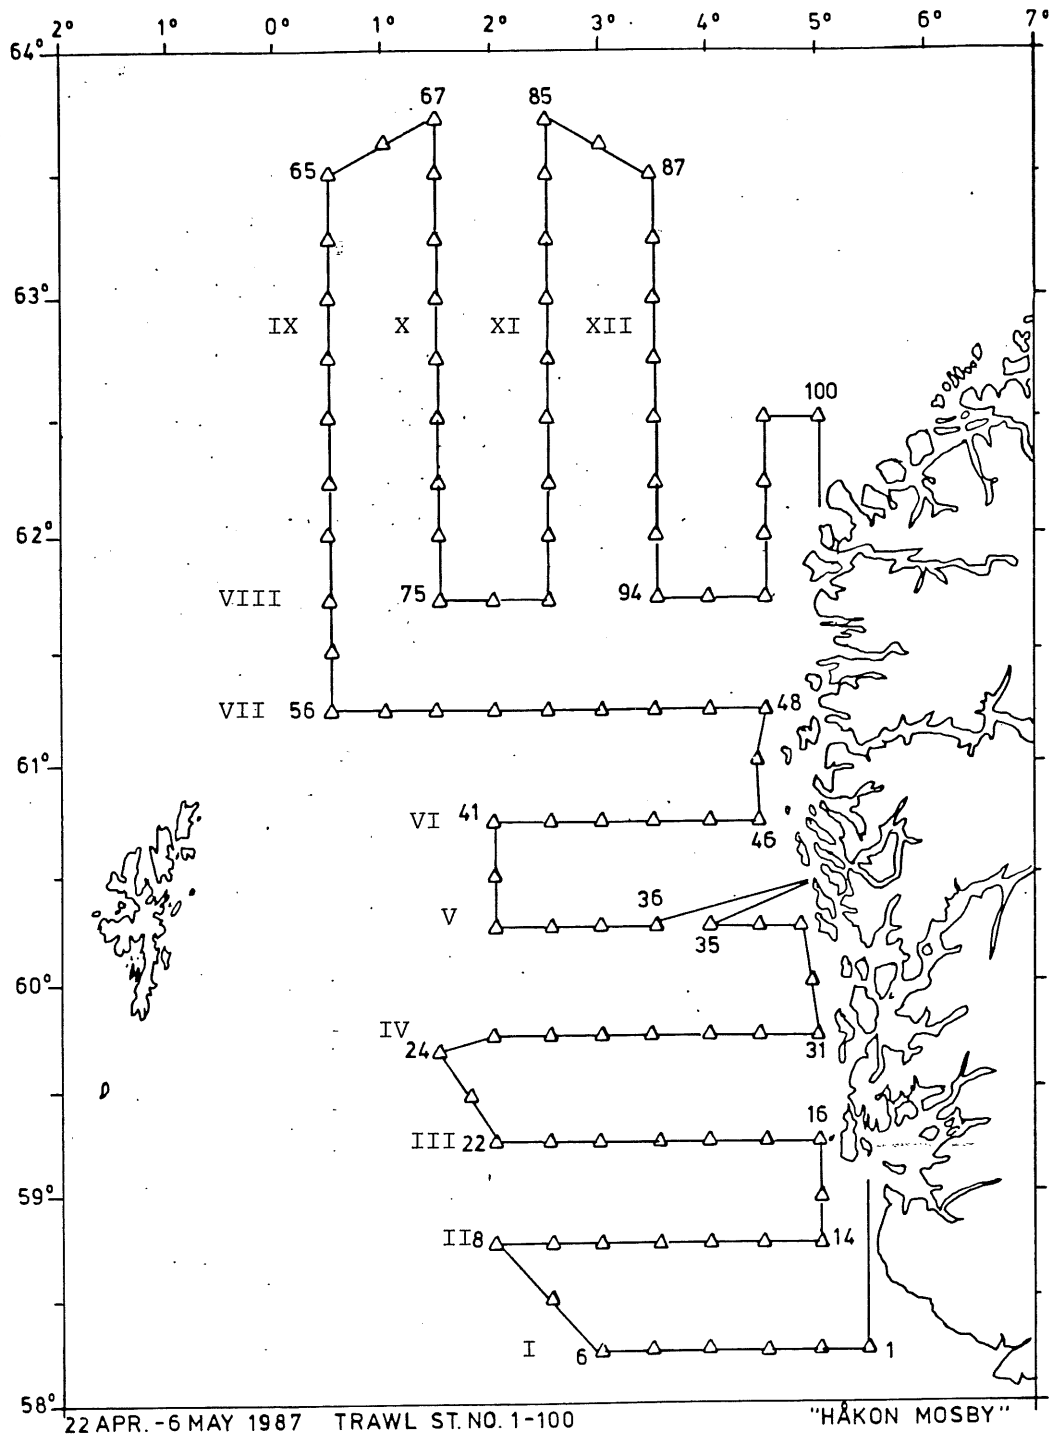 2° 1° 0° 1° 2° 3° 4° 5° 6° 7°
64°
67 85
65 87
63°
IX X XI XII
100
62°
VIII 75 94
VII 56 48
61°
VI 41 46
V 36
35
60°
IV 24 31
III 22 16
59°
II 8 14
I 6 1
58°
22 APR.-6 MAY 1987 TRAWL ST. NO. 1-100 "HÅKON MOSBY"